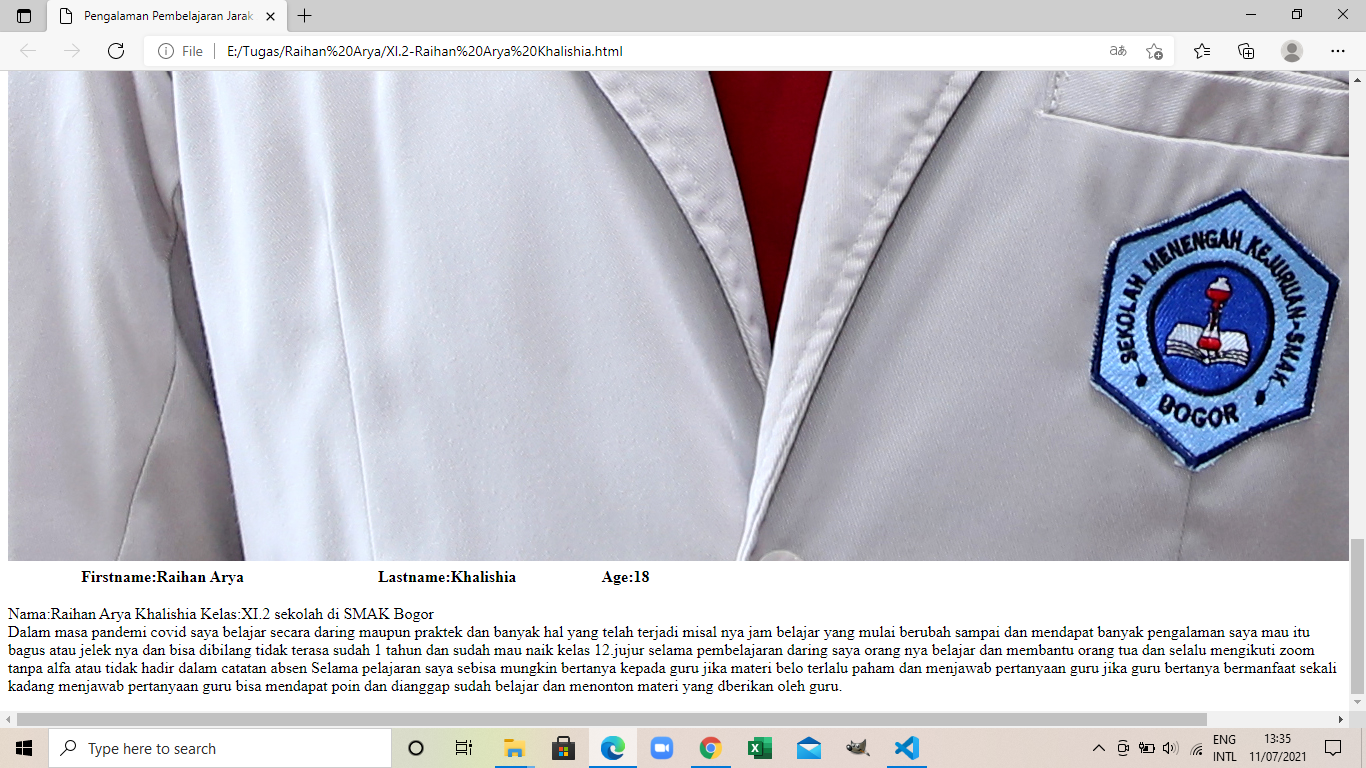 Pengalaman Pembelajaran Jarak
File
E:/Tugas/Raihan%20Arya/XI.2-Raihan%20Arya%20Khalishia.html
SEKOLAH MENENGAH KEJURUAN-SMAK
BOGOR
Firstname:Raihan Arya Lastname:Khalishia Age:18
Nama:Raihan Arya Khalishia Kelas:XI.2 sekolah di SMAK Bogor
Dalam masa pandemi covid saya belajar secara daring maupun praktek dan banyak hal yang telah terjadi misal nya jam belajar yang mulai berubah sampai dan mendapat banyak pengalaman saya mau itu
bagus atau jelek nya dan bisa dibilang tidak terasa sudah 1 tahun dan sudah mau naik kelas 12.jujur selama pembelajaran daring saya orang nya belajar dan membantu orang tua dan selalu mengikuti zoom
tanpa alfa atau tidak hadir dalam catatan absen Selama pelajaran saya sebisa mungkin bertanya kepada guru jika materi belo terlalu paham dan menjawab pertanyaan guru jika guru bertanya bermanfaat sekali
kadang menjawab pertanyaan guru bisa mendapat poin dan dianggap sudah belajar dan menonton materi yang dberikan oleh guru.
Type here to search
ENG
INTL
13:35
11/07/2021